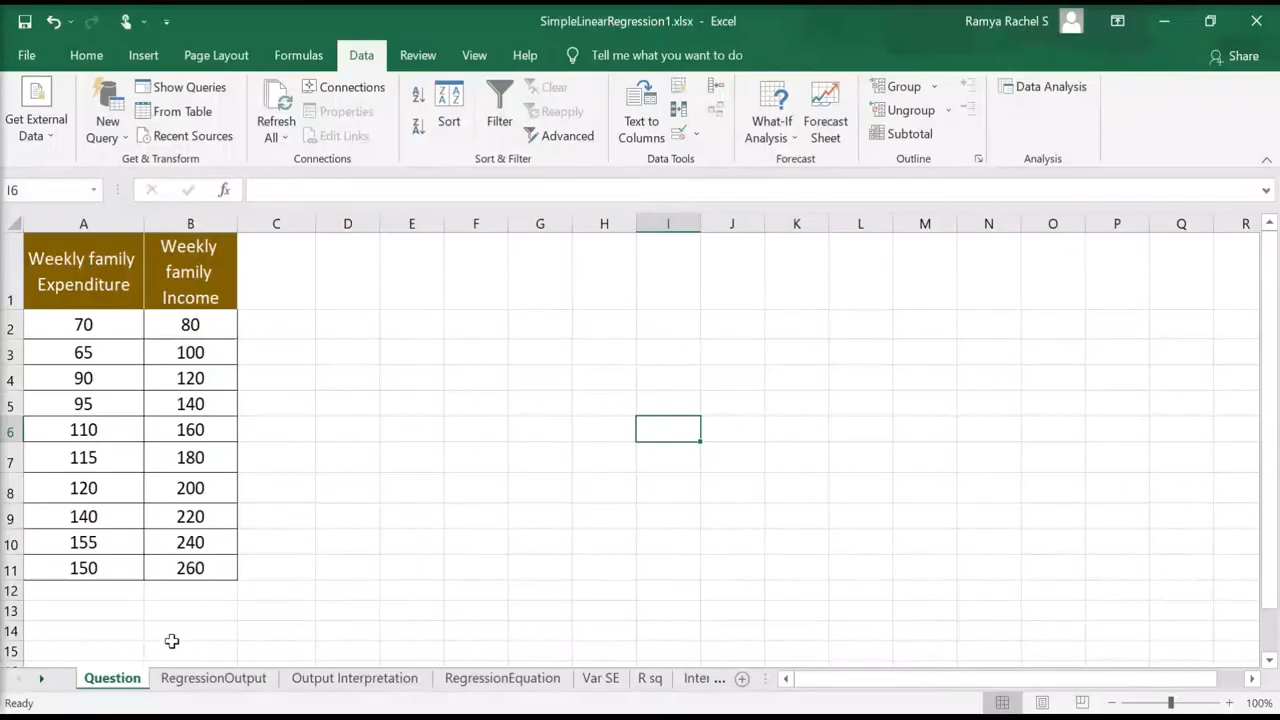 SimpleLinearRegression1.xlsx - Excel
Ramya Rachel S
File Home Insert Page Layout Formulas Data Review View Help Tell me what you want to do Share
Get External Data
New Query
Show Queries
From Table
Recent Sources
Get & Transform
Refresh All
Connections
Properties
Edit Links
Connections
Sort
Filter
Clear
Reapply
Advanced
Sort & Filter
Text to Columns
Data Tools
What-If Analysis
Forecast Sheet
Forecast
Group
Ungroup
Subtotal
Outline
Data Analysis
Analysis
I6
fx
A B C D E F G H I J K L M N O P Q R
1
Weekly family Expenditure
Weekly family Income
2 70 80
3 65 100
4 90 120
5 95 140
6 110 160
7 115 180
8 120 200
9 140 220
10 155 240
11 150 260
12
13
14
15
Question RegressionOutput Output Interpretation RegressionEquation Var SE R sq Inter ...
Ready
100%